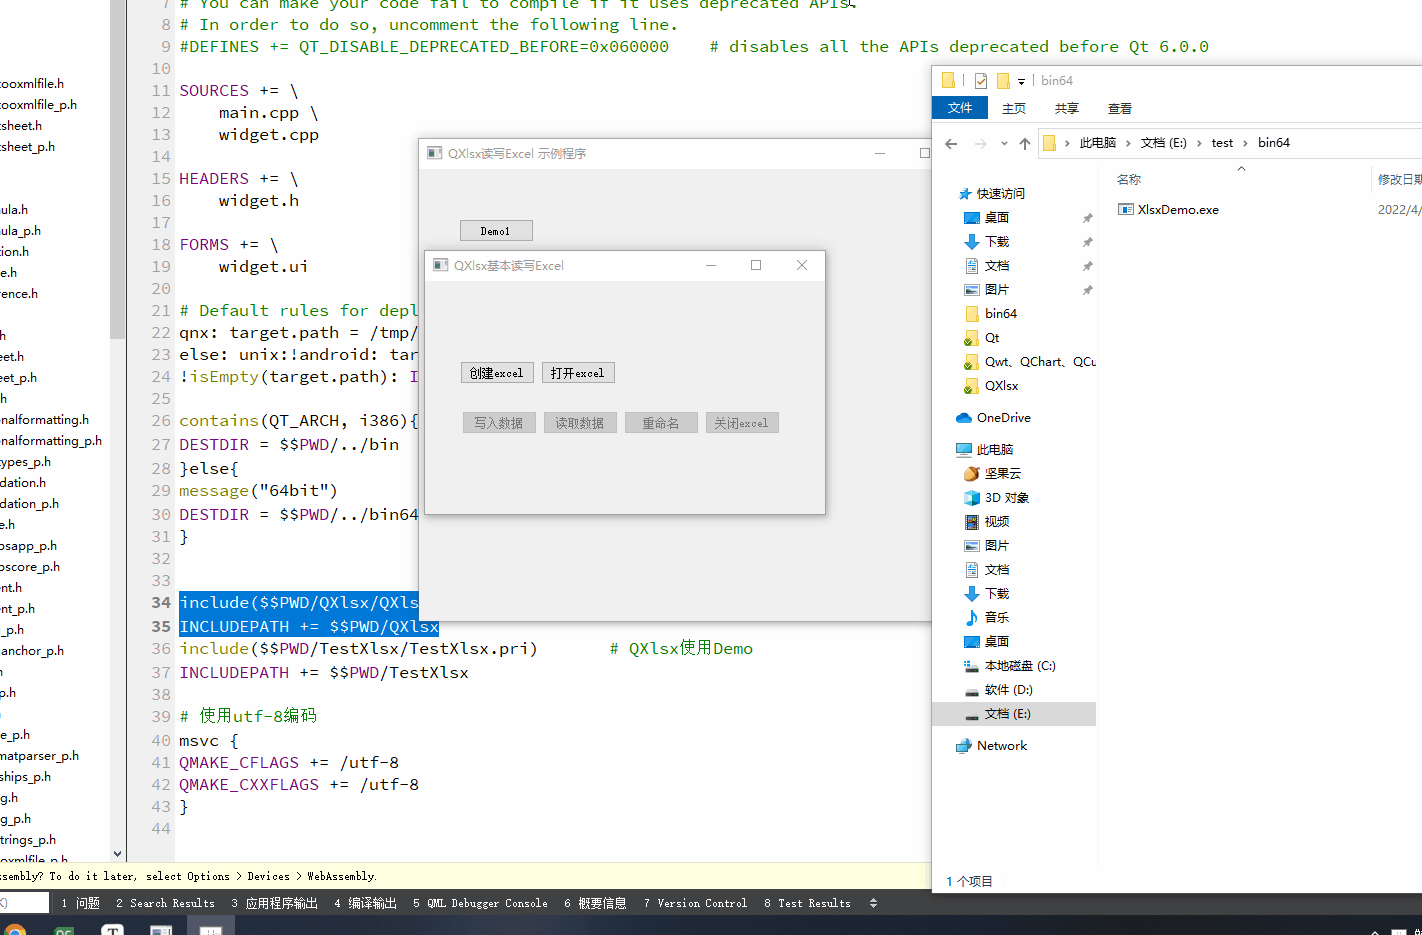 ooxmlfile.h
ooxmlfile_p.h
sheet.h
sheet_p.h
ula.h
ula_p.h
tion.h
e.h
rence.h
h
eet.h
eet_p.h
h
onalformatting.h
onalformatting_p.h
types_p.h
dation.h
dation_p.h
e.h
psapp_p.h
pscore_p.h
ent.h
ent_p.h
l_p.h
anchor_p.h
p.h
e_p.h
matparser_p.h
ships_p.h
g.h
g_p.h
trings_p.h
ooxmlfile_p.h
7 # You can make your code fail to compile if it uses deprecated APIs.
8 # In order to do so, uncomment the following line.
9 #DEFINES += QT_DISABLE_DEPRECATED_BEFORE=0x060000    # disables all the APIs deprecated before Qt 6.0.0
10
11 SOURCES += \
12     main.cpp \
13     widget.cpp
14
15 HEADERS += \
16     widget.h
17
18 FORMS += \
19     widget.ui
20
21 # Default rules for depl
22 qnx: target.path = /tmp/
23 else: unix:!android: tar
24 !isEmpty(target.path): I
25
26 contains(QT_ARCH, i386){
27 DESTDIR = $$PWD/../bin
28 }else{
29 message("64bit")
30 DESTDIR = $$PWD/../bin64
31 }
32
33
34 include($$PWD/QXlsx/QXls
35 INCLUDEPATH += $$PWD/QXlsx
36 include($$PWD/TestXlsx/TestXlsx.pri)       # QXlsx使用Demo
37 INCLUDEPATH += $$PWD/TestXlsx
38
39 # 使用utf-8编码
40 msvc {
41 QMAKE_CFLAGS += /utf-8
42 QMAKE_CXXFLAGS += /utf-8
43 }
44
QXlsx读写Excel 示例程序
Demo1
QXlsx基本读写Excel
创建excel 打开excel
写入数据 读取数据 重命名 关闭excel
bin64
文件 主页 共享 查看
此电脑 > 文档 (E:) > test > bin64
名称 修改日期
XlsxDemo.exe 2022/4/
快速访问
桌面
下载
文档
图片
bin64
Qt
Qwt、QChart、QCu
QXlsx
OneDrive
此电脑
坚果云
3D 对象
视频
图片
文档
下载
音乐
桌面
本地磁盘 (C:)
软件 (D:)
文档 (E:)
Network
1 个项目
ssembly? To do it later, select Options > Devices > WebAssembly.
1 问题 2 Search Results 3 应用程序输出 4 编译输出 5 QML Debugger Console 6 概要信息 7 Version Control 8 Test Results